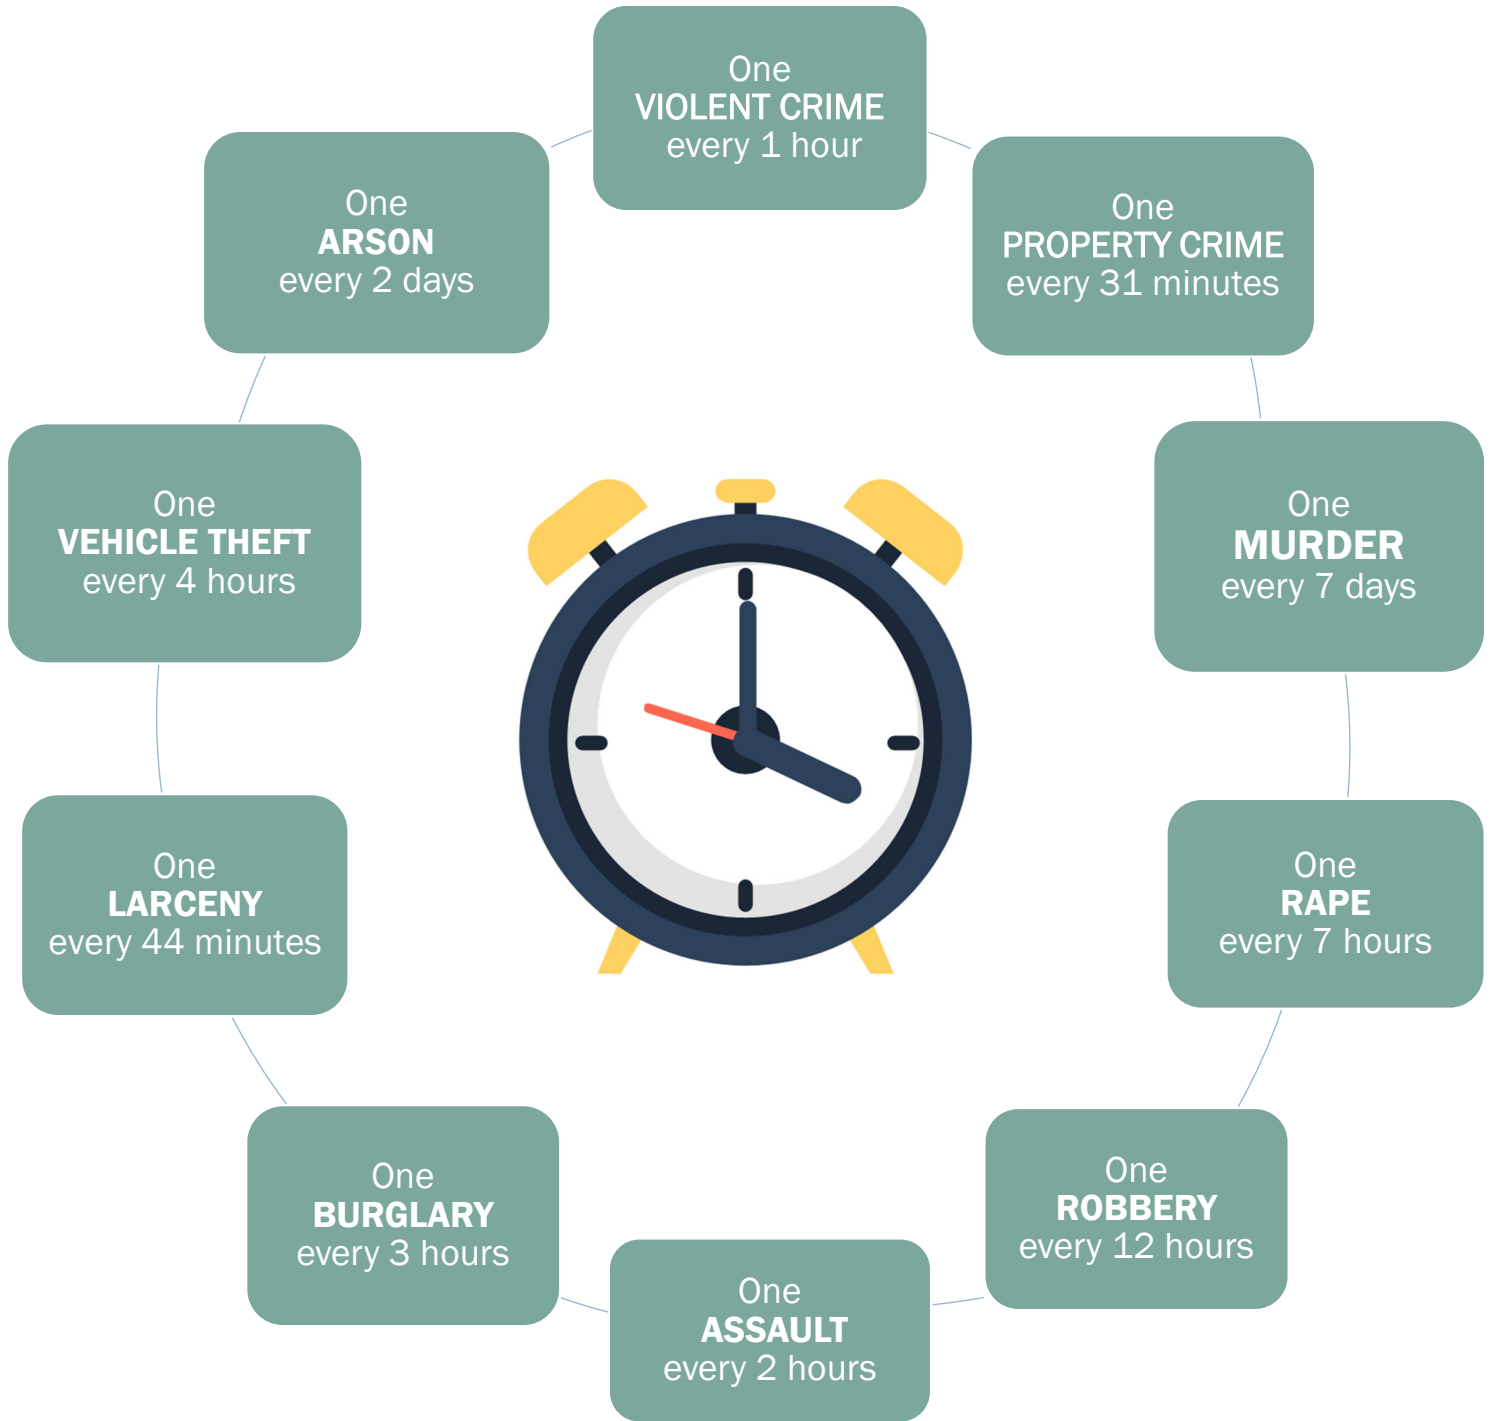 One
VIOLENT CRIME
every 1 hour
One
PROPERTY CRIME
every 31 minutes
One
MURDER
every 7 days
One
RAPE
every 7 hours
One
ROBBERY
every 12 hours
One
ASSAULT
every 2 hours
One
BURGLARY
every 3 hours
One
LARCENY
every 44 minutes
One
VEHICLE THEFT
every 4 hours
One
ARSON
every 2 days